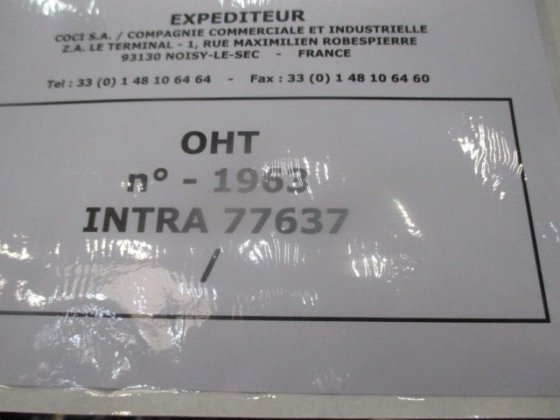 EXPEDITEUR
COCI S.A. / COMPAGNIE COMMERCIALE ET INDUSTRIELLE
Z.A. LE TERMINAL - 1, RUE MAXIMILIEN ROBESPIERRE
93130 NOISY-LE-SEC - FRANCE
Tel : 33 (0) 1 48 10 64 64 - Fax : 33 (0) 1 48 10 64 60
OHT
n° - 1963
INTRA 77637
/